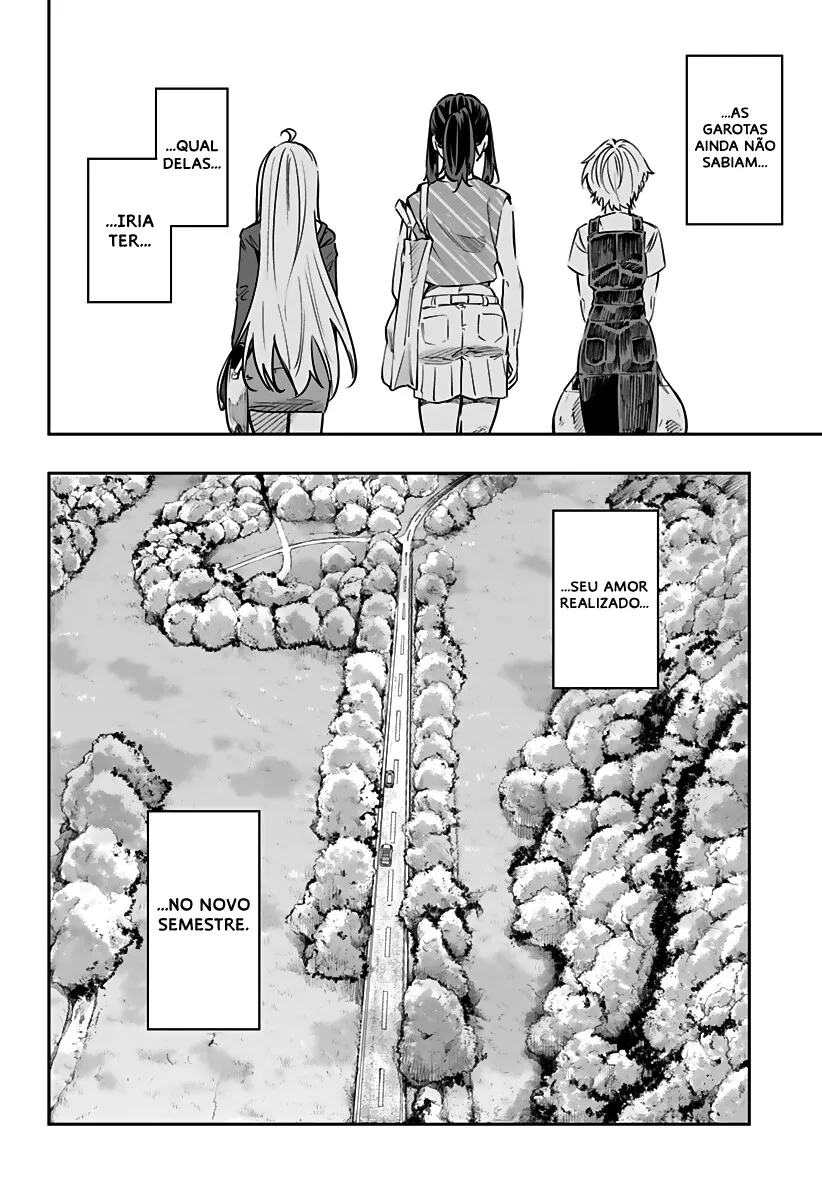 ...AS
GAROTAS
AINDA NÃO
SABIAM...
...QUAL
DELAS...
...IRIA
TER...
...SEU AMOR
REALIZADO...
...NO NOVO
SEMESTRE.